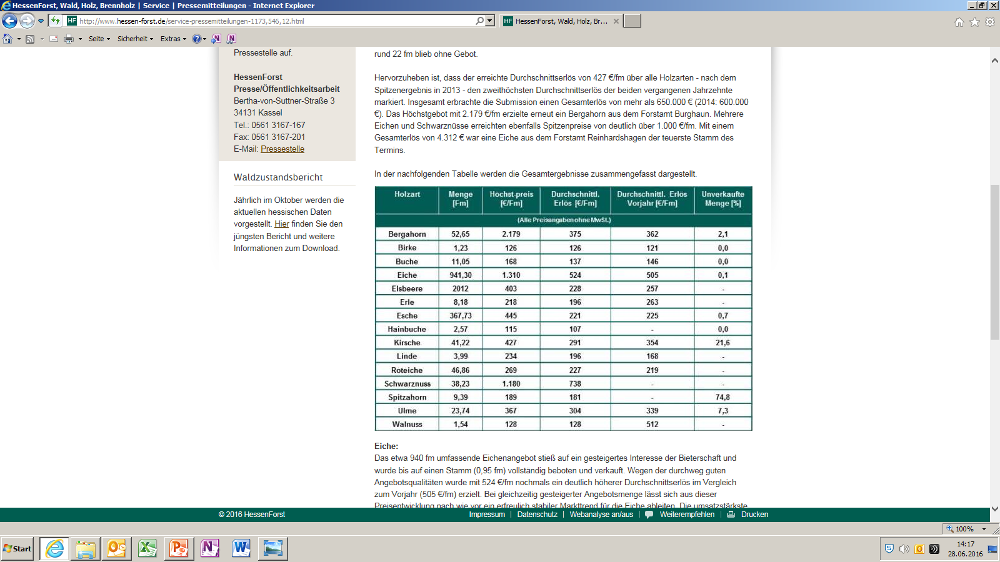 HessenForst, Wald, Holz, Brennholz | Service | Pressemitteilungen - Internet Explorer
http://www.hessen-forst.de/service-pressemitteilungen-1173,546,12.html
HF HessenForst, Wald, Holz, Br...
Seite Sicherheit Extras
Pressestelle auf.
HessenForst
Presse/Öffentlichkeitsarbeit
Bertha-von-Suttner-Straße 3
34131 Kassel
Tel.: 0561 3167-167
Fax: 0561 3167-201
E-Mail: Pressestelle
Waldzustandsbericht
Jährlich im Oktober werden die
aktuellen hessischen Daten
vorgestellt. Hier finden Sie den
jüngsten Bericht und weitere
Informationen zum Download.
rund 22 fm blieb ohne Gebot.
Hervorzuheben ist, dass der erreichte Durchschnittserlös von 427 €/fm über alle Holzarten - nach dem
Spitzenergebnis in 2013 - den zweithöchsten Durchschnittserlös der beiden vergangenen Jahrzehnte
markiert. Insgesamt erbrachte die Submission einen Gesamterlös von mehr als 650.000 € (2014: 600.000
€). Das Höchstgebot mit 2.179 €/fm erzielte erneut ein Bergahorn aus dem Forstamt Burghaun. Mehrere
Eichen und Schwarznüsse erreichten ebenfalls Spitzenpreise von deutlich über 1.000 €/fm. Mit einem
Gesamterlös von 4.312 € war eine Eiche aus dem Forstamt Reinhardshagen der teuerste Stamm des
Termins.
In der nachfolgenden Tabelle werden die Gesamtergebnisse zusammengefasst dargestellt.
Holzart Menge Höchst-preis Durchschnittl. Durchschnittl. Erlös Unverkaufte
[Fm] [€/Fm] Erlös [€/Fm] Vorjahr [€/Fm] Menge [%]
(Alle Preisangaben ohne MwSt.)
Bergahorn 52,65 2.179 375 362 2,1
Birke 1,23 126 126 121 0,0
Buche 11,05 168 137 146 0,0
Eiche 941,30 1.310 524 505 0,1
Elsbeere 2012 403 228 257 -
Erle 8,18 218 196 263 -
Esche 367,73 445 221 225 0,7
Hainbuche 2,57 115 107 - 0,0
Kirsche 41,22 427 291 354 21,6
Linde 3,99 234 196 168 -
Roteiche 46,86 269 227 219 -
Schwarznuss 38,23 1.180 738 - -
Spitzahorn 9,39 189 181 - 74,8
Ulme 23,74 367 304 339 7,3
Walnuss 1,54 128 128 512 -
Eiche:
Das etwa 940 fm umfassende Eichenangebot stieß auf ein gesteigertes Interesse der Bieterschaft und
wurde bis auf einen Stamm (0,95 fm) vollständig beboten und verkauft. Wegen der durchweg guten
Angebotsqualitäten wurde mit 524 €/fm nochmals ein deutlich höherer Durchschnittserlös im Vergleich
zum Vorjahr (505 €/fm) erzielt. Bei gleichzeitig gesteigerter Angebotsmenge lässt sich aus dieser
Preisentwicklung nach wie vor ein erfreulich stabiler Markttrend für die Eiche ableiten. Die umsatzstärkste
© 2016 HessenForst Impressum | Datenschutz | Webanalyse an/aus | Weiterempfehlen | Drucken
100%
Start
14:17
28.06.2016